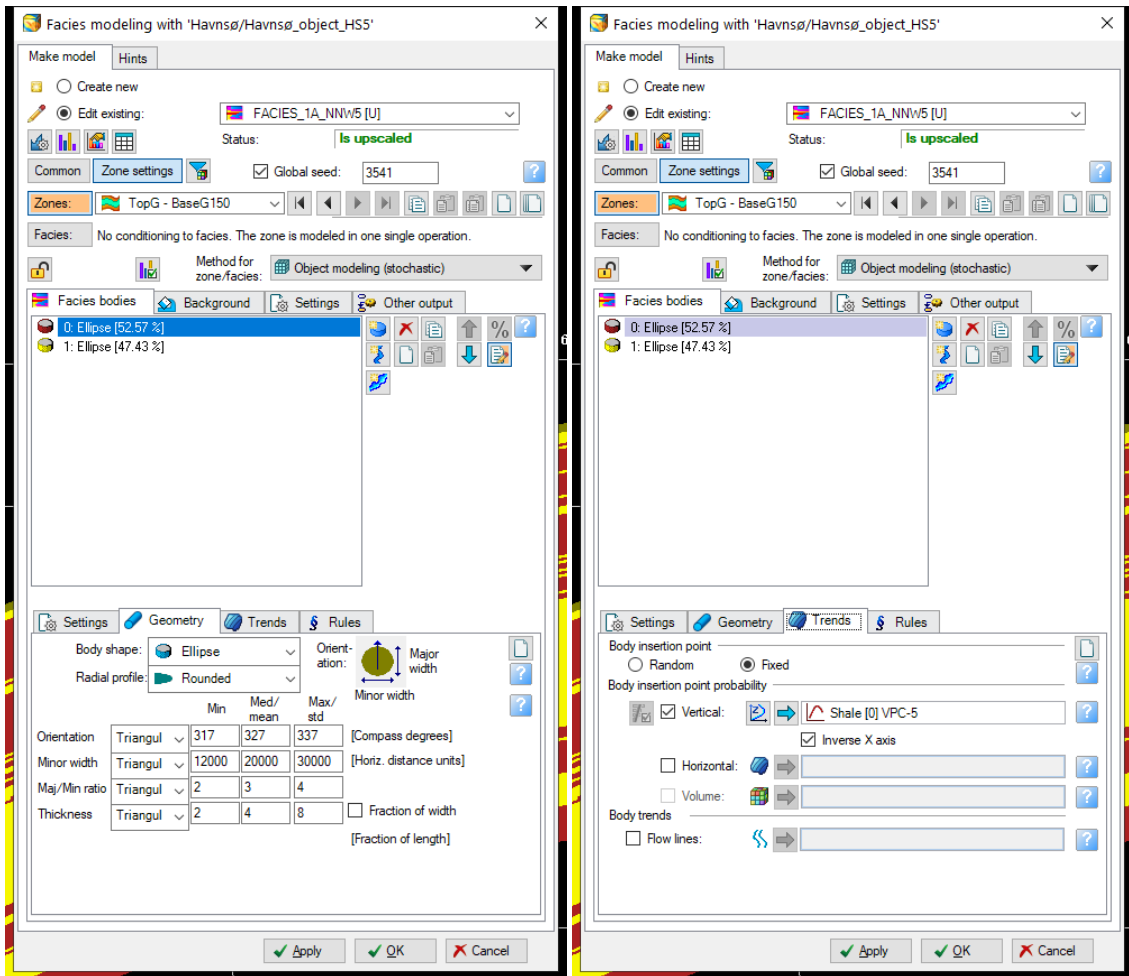 Facies modeling with 'Havnsø/Havnsø_object_HS5'
Make model Hints
Create new
Edit existing: FACIES_1A_NNW5 [U]
Status: Is upscaled
Common Zone settings Global seed: 3541
Zones: TopG - BaseG150
Facies: No conditioning to facies. The zone is modeled in one single operation.
Method for
zone/facies: Object modeling (stochastic)
Facies bodies Background Settings Other output
0: Ellipse [52.57 %]
1: Ellipse [47.43 %]
%
Settings Geometry Trends § Rules
Body shape: Ellipse Orient-
ation: Major
width
Radial profile: Rounded
Minor width
Min Med/
mean Max/
std
Orientation Triangul 317 327 337 [Compass degrees]
Minor width Triangul 12000 20000 30000 [Horiz. distance units]
Maj/Min ratio Triangul 2 3 4
Thickness Triangul 2 4 8 Fraction of width
[Fraction of length]
Apply OK Cancel
Facies modeling with 'Havnsø/Havnsø_object_HS5'
Make model Hints
Create new
Edit existing: FACIES_1A_NNW5 [U]
Status: Is upscaled
Common Zone settings Global seed: 3541
Zones: TopG - BaseG150
Facies: No conditioning to facies. The zone is modeled in one single operation.
Method for
zone/facies: Object modeling (stochastic)
Facies bodies Background Settings Other output
0: Ellipse [52.57 %]
1: Ellipse [47.43 %]
%
Settings Geometry Trends § Rules
Body insertion point
Random Fixed
Body insertion point probability
Vertical: Shale [0] VPC-5
Inverse X axis
Horizontal:
Volume:
Body trends
Flow lines:
Apply OK Cancel